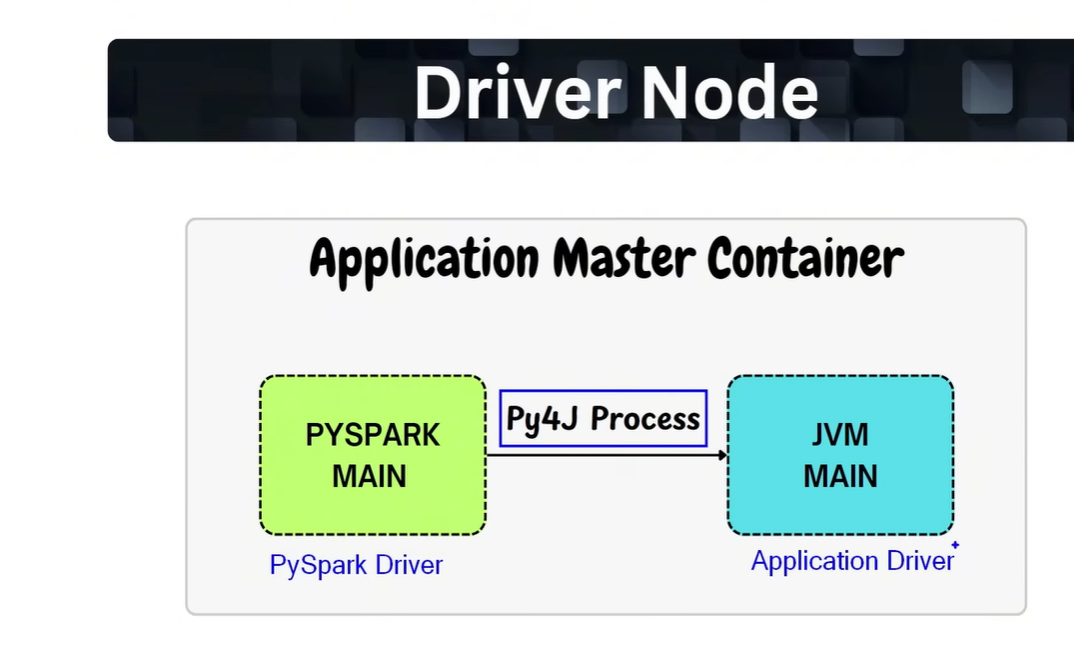 Driver Node
Application Master Container
PYSPARK
MAIN
Py4J Process
JVM
MAIN
PySpark Driver
Application Driver